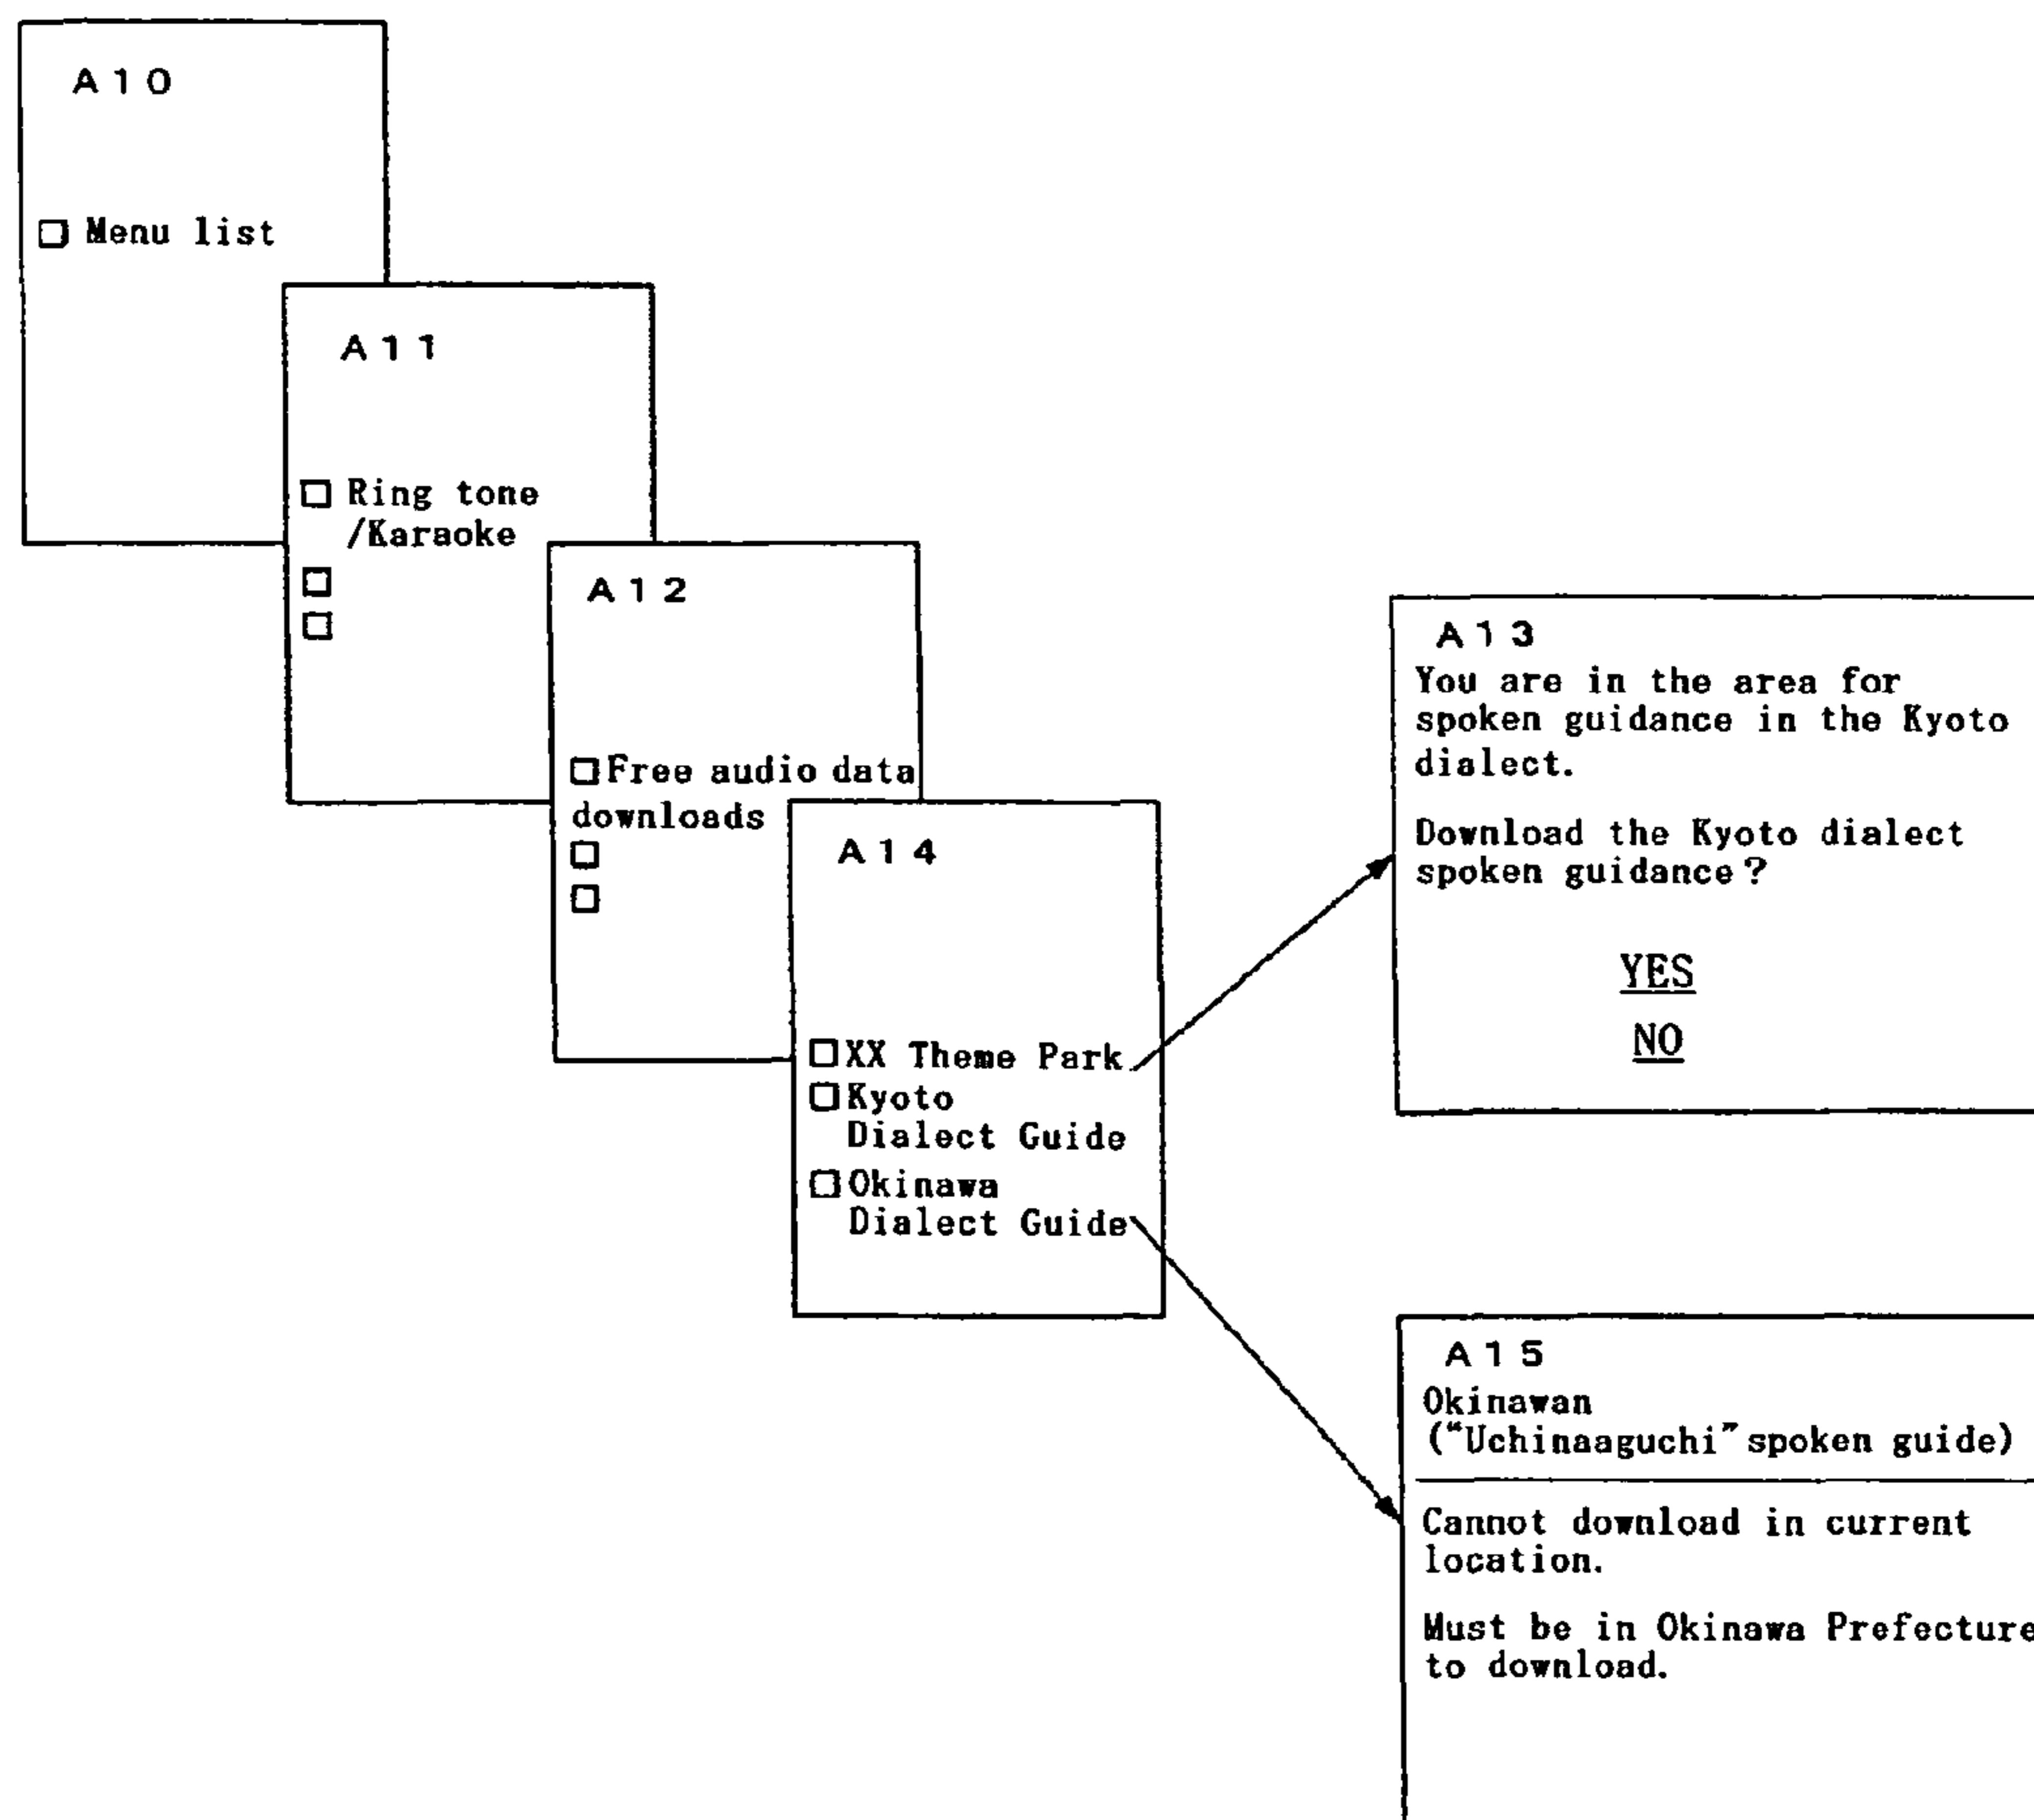 A10
□ Menu list
A11
□ Ring tone
/Karaoke
□
□
A12
□Free audio data
downloads
□
□
A14
□XX Theme Park
□Kyoto
Dialect Guide
□Okinawa
Dialect Guide
A13
You are in the area for
spoken guidance in the Kyoto
dialect.
Download the Kyoto dialect
spoken guidance?
YES
NO
A15
Okinawan
(“Uchinaaguchi” spoken guide)
Cannot download in current
location.
Must be in Okinawa Prefecture
to download.